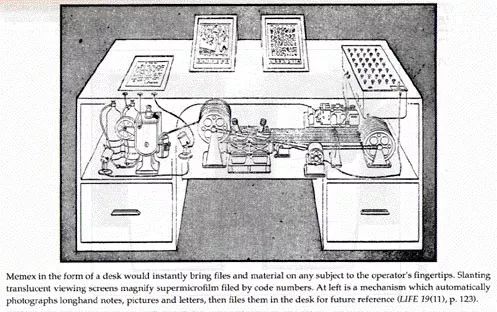 Memex in the form of a desk would instantly bring files and material on any subject to the operator's fingertips. Slanting
translucent viewing screens magnify supermicrofilm filed by code numbers. At left is a mechanism which automatically
photographs longhand notes, pictures and letters, then files them in the desk for future reference (LIFE 19(11), p. 123).